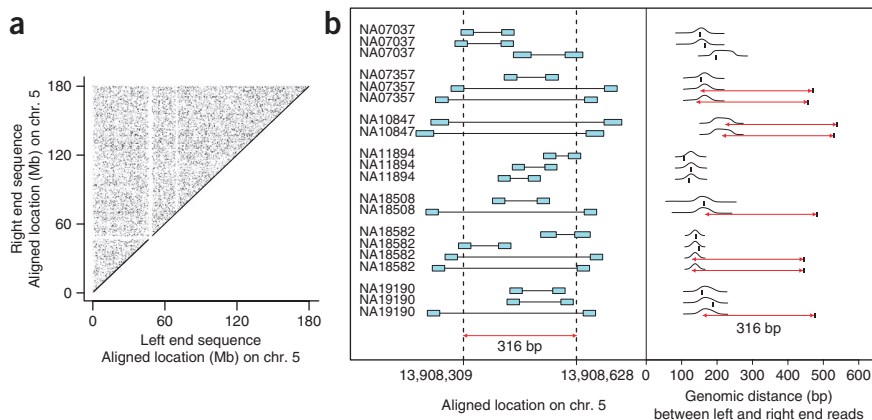 a
Right end sequence
Aligned location (Mb) on chr. 5
180
120
60
0
0 60 120 180
Left end sequence
Aligned location (Mb) on chr. 5
b
NA07037
NA07037
NA07037
NA07357
NA07357
NA07357
NA10847
NA10847
NA11894
NA11894
NA11894
NA18508
NA18508
NA18582
NA18582
NA18582
NA18582
NA19190
NA19190
NA19190
316 bp
13,908,309 13,908,628
Aligned location on chr. 5
316 bp
0 100 200 300 400 500 600
Genomic distance (bp)
between left and right end reads